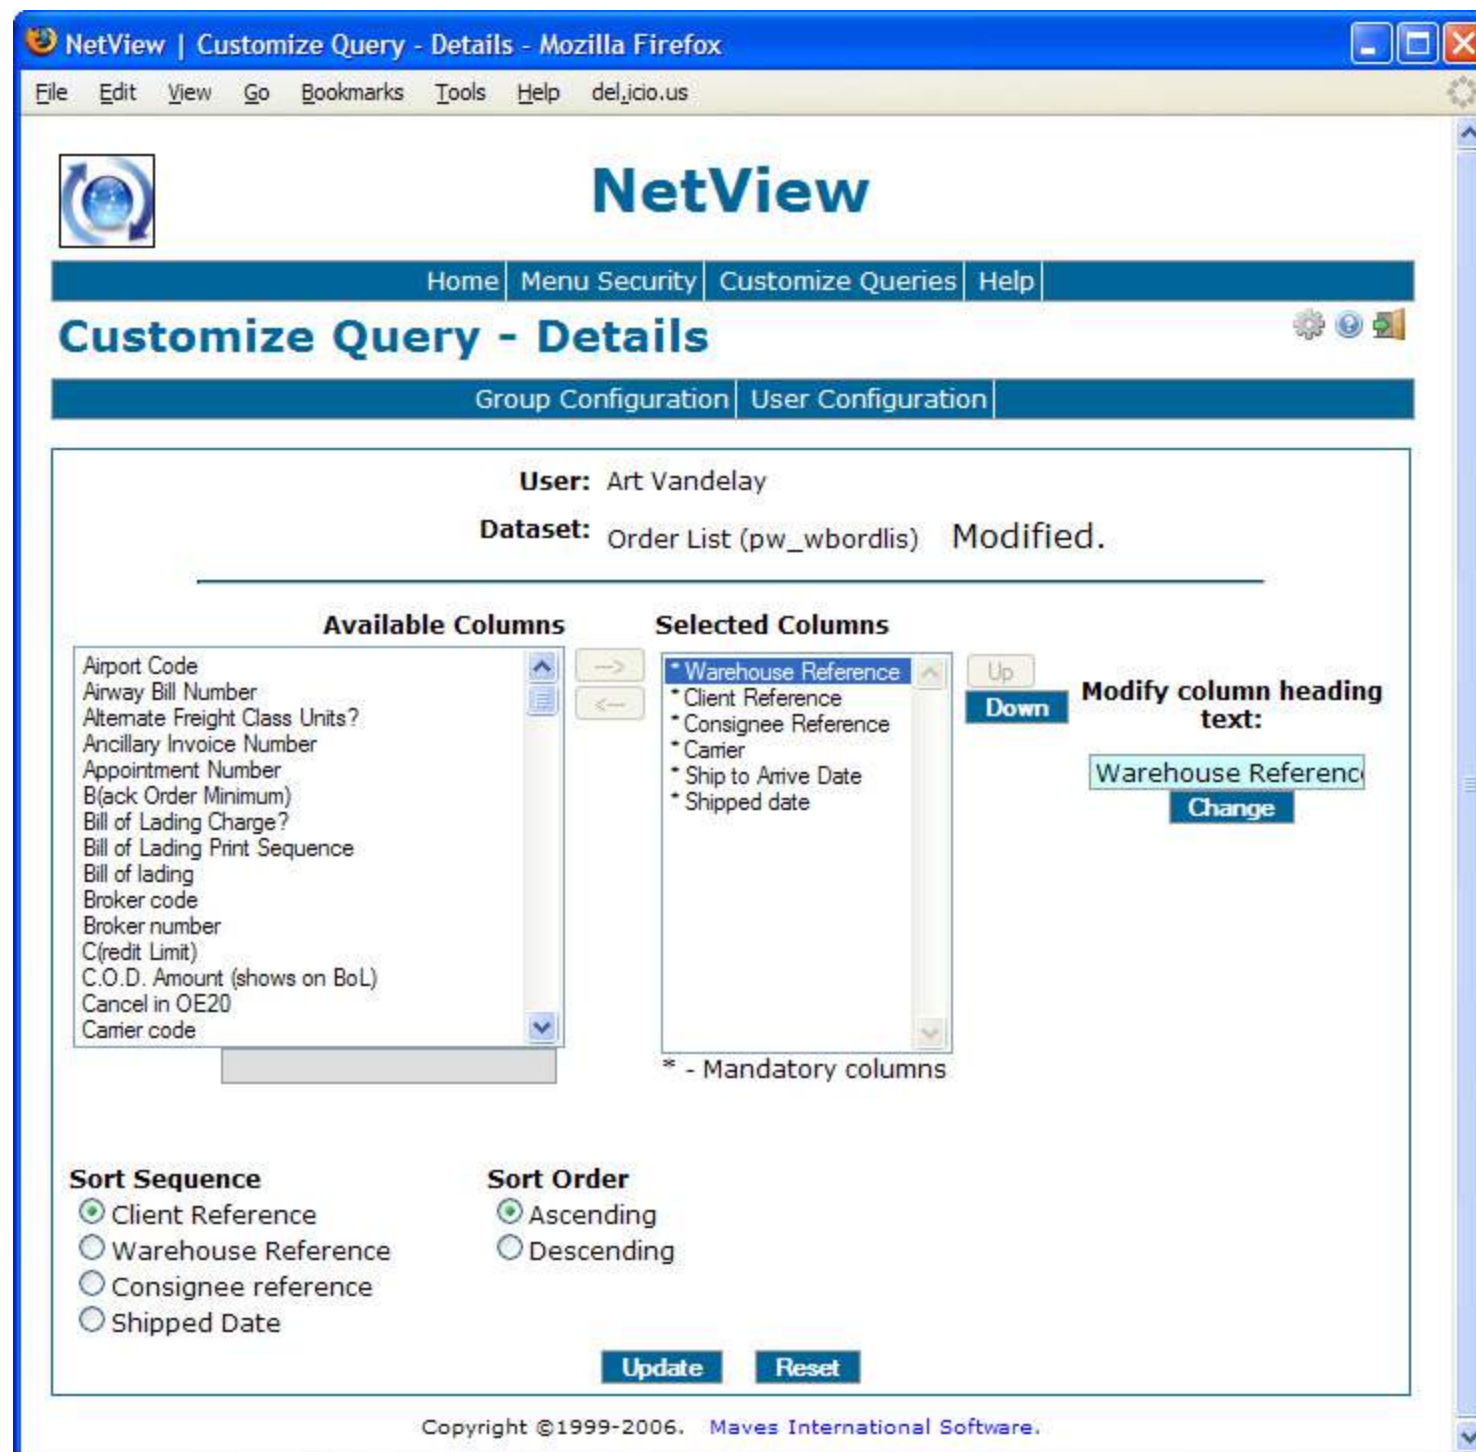 NetView | Customize Query - Details - Mozilla Firefox
File Edit View Go Bookmarks Tools Help del.icio.us
NetView
Home Menu Security Customize Queries Help
Customize Query - Details
Group Configuration User Configuration
User: Art Vandelay
Dataset: Order List (pw_wbordlis) Modified.
Available Columns
Airport Code
Airway Bill Number
Alternate Freight Class Units?
Ancillary Invoice Number
Appointment Number
B(ack Order Minimum)
Bill of Lading Charge?
Bill of Lading Print Sequence
Bill of lading
Broker code
Broker number
C(redit Limit)
C.O.D. Amount (shows on BoL)
Cancel in OE20
Carrier code
-->
<--
Selected Columns
* Warehouse Reference
* Client Reference
* Consignee Reference
* Carrier
* Ship to Arrive Date
* Shipped date
* - Mandatory columns
Up
Down
Modify column heading
text:
Warehouse Referenc
Change
Sort Sequence
Client Reference
Warehouse Reference
Consignee reference
Shipped Date
Sort Order
Ascending
Descending
Update Reset
Copyright ©1999-2006. Maves International Software.